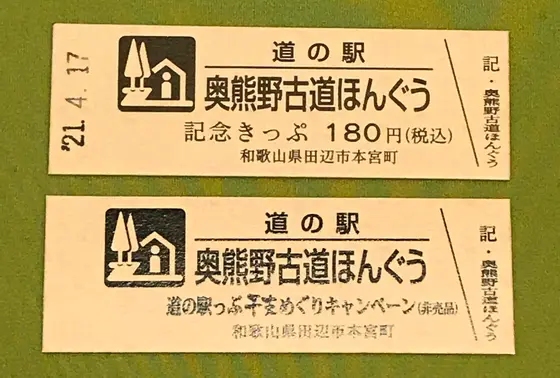 '21.4.17
道の駅
奥熊野古道ほんぐう
記念きっぷ 180円(税込)
和歌山県田辺市本宮町
記・奥熊野古道ほんぐう
道の駅
奥熊野古道ほんぐう
道の駅っぷ干支めぐりキャンペーン(非売品)
和歌山県田辺市本宮町
記・奥熊野古道ほんぐう